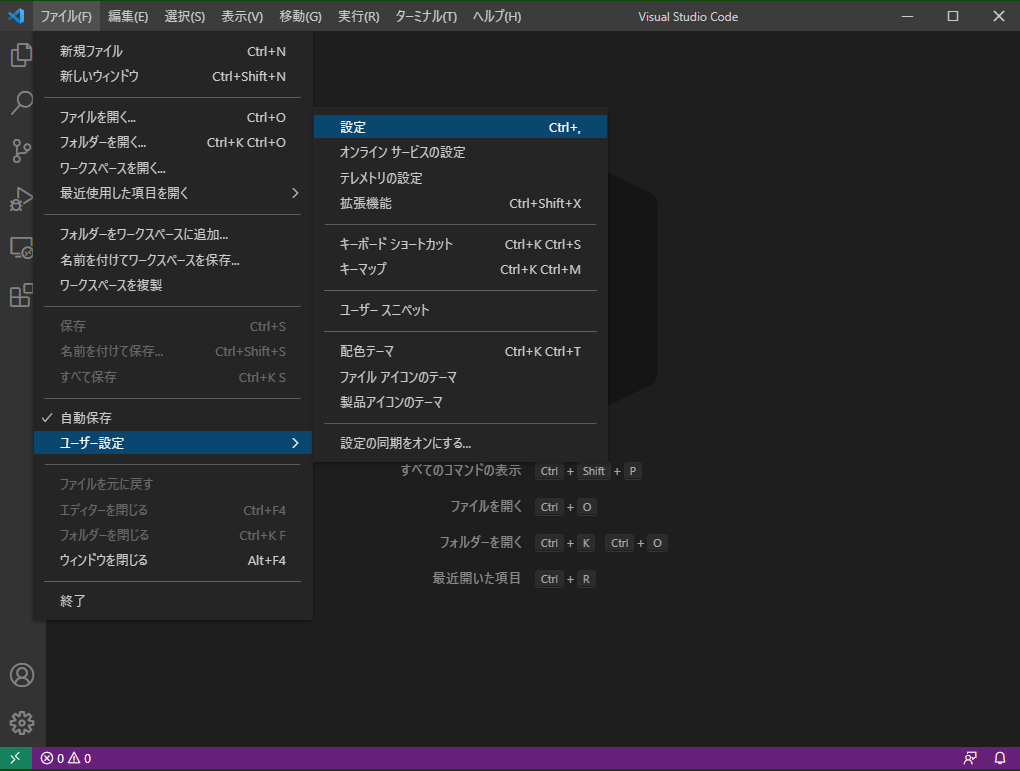 ファイル(F) 編集(E) 選択(S) 表示(V) 移動(G) 実行(R) ターミナル(T) ヘルプ(H) Visual Studio Code
新規ファイル Ctrl+N
新しいウィンドウ Ctrl+Shift+N
ファイルを開く... Ctrl+O
フォルダーを開く... Ctrl+K Ctrl+O
ワークスペースを開く...
最近使用した項目を開く
フォルダーをワークスペースに追加...
名前を付けてワークスペースを保存...
ワークスペースを複製
保存 Ctrl+S
名前を付けて保存... Ctrl+Shift+S
すべて保存 Ctrl+K S
自動保存
ユーザー設定
ファイルを元に戻す
エディターを閉じる Ctrl+F4
フォルダーを閉じる Ctrl+K F
ウィンドウを閉じる Alt+F4
終了
設定 Ctrl+,
オンライン サービスの設定
テレメトリの設定
拡張機能 Ctrl+Shift+X
キーボード ショートカット Ctrl+K Ctrl+S
キーマップ Ctrl+K Ctrl+M
ユーザー スニペット
配色テーマ Ctrl+K Ctrl+T
ファイル アイコンのテーマ
製品アイコンのテーマ
設定の同期をオンにする...
すべてのコマンドの表示 Ctrl + Shift + P
ファイルを開く Ctrl + O
フォルダーを開く Ctrl + K Ctrl + O
最近開いた項目 Ctrl + R
0 0